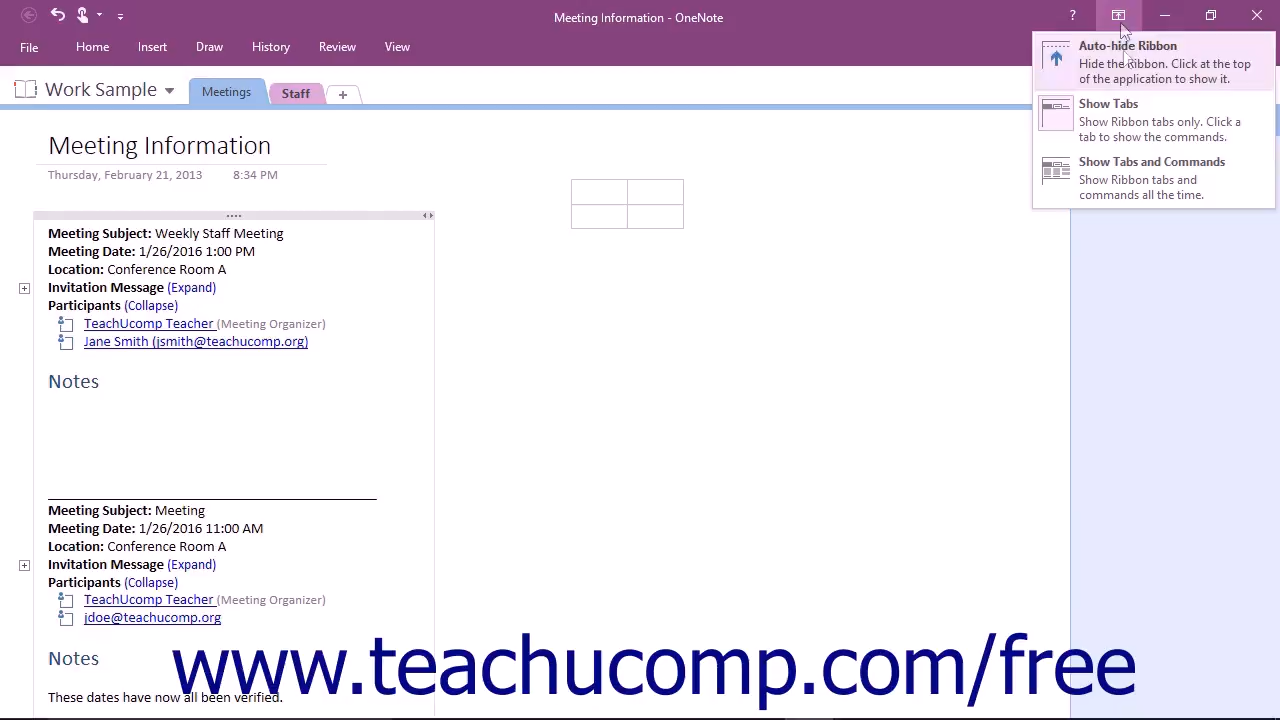 Meeting Information - OneNote
?
File Home Insert Draw History Review View
Auto-hide Ribbon
Hide the Ribbon. Click at the top
of the application to show it.
Show Tabs
Show Ribbon tabs only. Click a
tab to show the commands.
Show Tabs and Commands
Show Ribbon tabs and
commands all the time.
Work Sample Meetings Staff +
Meeting Information
Thursday, February 21, 2013 8:34 PM
Meeting Subject: Weekly Staff Meeting
Meeting Date: 1/26/2016 1:00 PM
Location: Conference Room A
Invitation Message (Expand)
Participants (Collapse)
TeachUcomp Teacher (Meeting Organizer)
Jane Smith (jsmith@teachucomp.org)
Notes
Meeting Subject: Meeting
Meeting Date: 1/26/2016 11:00 AM
Location: Conference Room A
Invitation Message (Expand)
Participants (Collapse)
TeachUcomp Teacher (Meeting Organizer)
jdoe@teachucomp.org
Notes
www.teachucomp.com/free
These dates have now all been verified.